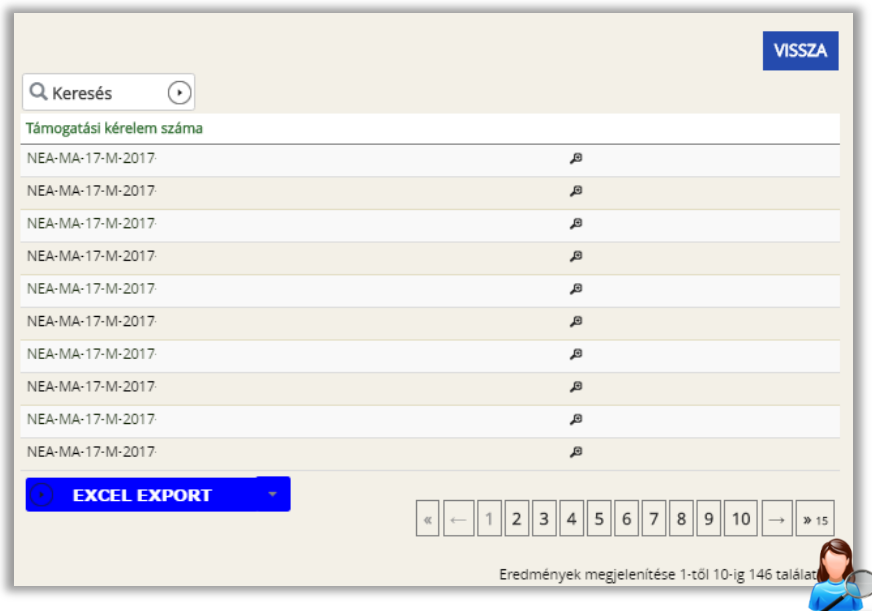 VISSZA
Keresés
Támogatási kérelem száma
NEA-MA-17-M-2017-
NEA-MA-17-M-2017-
NEA-MA-17-M-2017-
NEA-MA-17-M-2017-
NEA-MA-17-M-2017-
NEA-MA-17-M-2017-
NEA-MA-17-M-2017-
NEA-MA-17-M-2017-
NEA-MA-17-M-2017-
NEA-MA-17-M-2017-
EXCEL EXPORT
« ← 1 2 3 4 5 6 7 8 9 10 → » 15
Eredmények megjelenítése 1-től 10-ig 146 találat